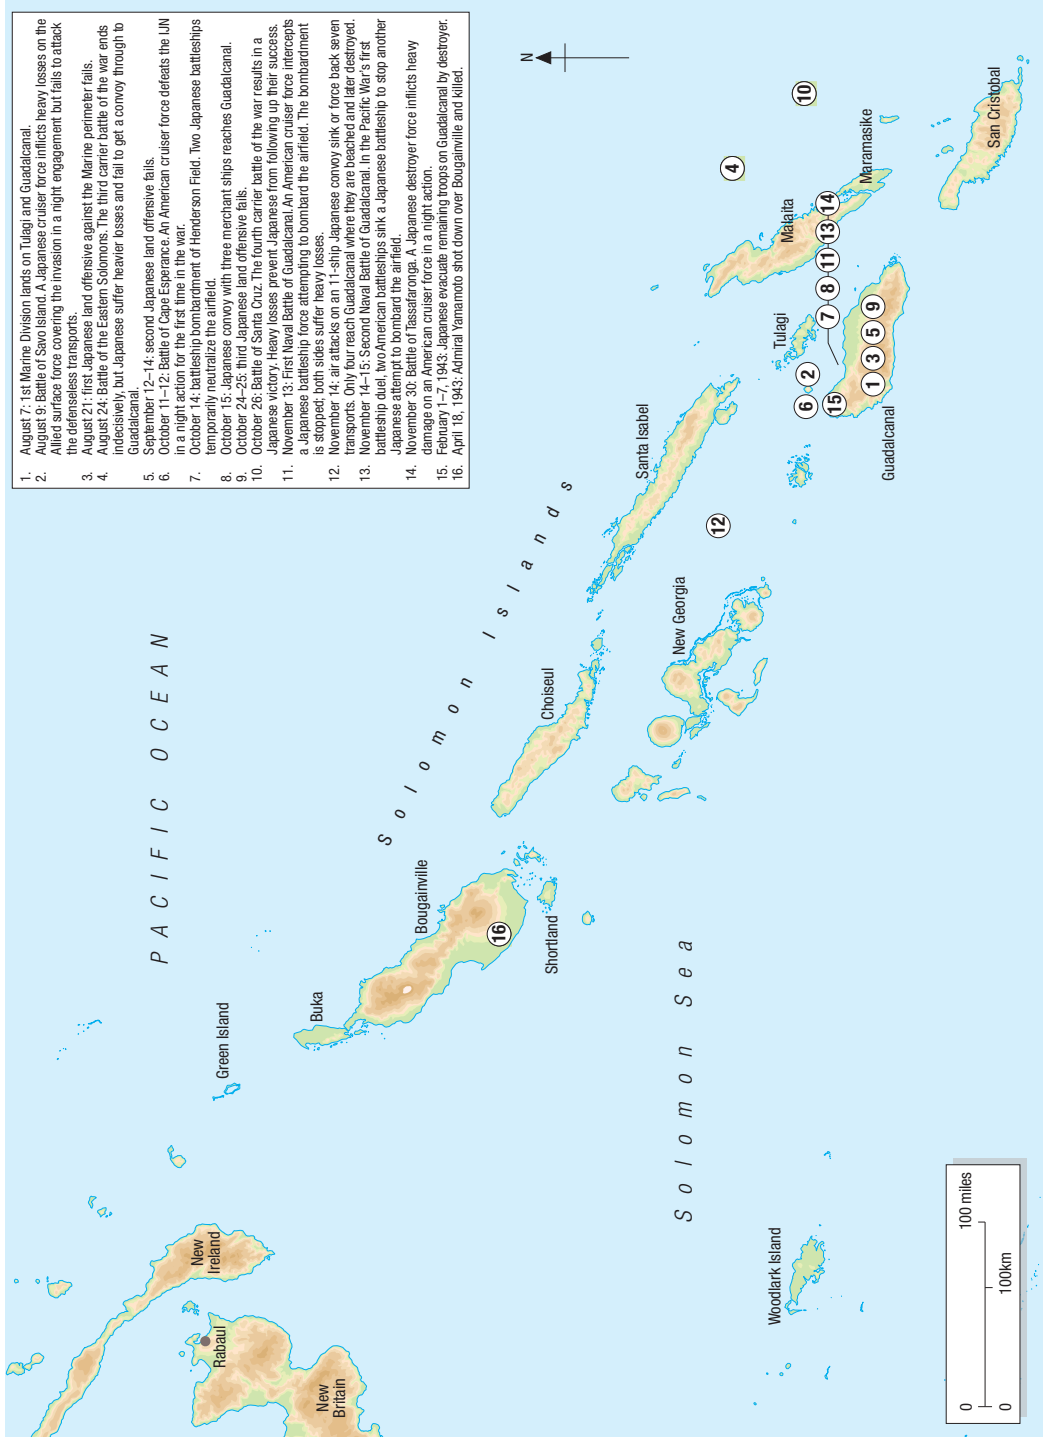 1. August 7: 1st Marine Division lands on Tulagi and Guadalcanal.
2. August 9: Battle of Savo Island. A Japanese cruiser force inflicts heavy losses on the
Allied surface force covering the invasion in a night engagement but fails to attack
the defenseless transports.
3. August 21: first Japanese land offensive against the Marine perimeter fails.
4. August 24: Battle of the Eastern Solomons. The third carrier battle of the war ends
indecisively, but Japanese suffer heavier losses and fail to get a convoy through to
Guadalcanal.
5. September 12–14: second Japanese land offensive fails.
6. October 11–12: Battle of Cape Esperance. An American cruiser force defeats the IJN
in a night action for the first time in the war.
7. October 14: battleship bombardment of Henderson Field. Two Japanese battleships
temporarily neutralize the airfield.
8. October 15: Japanese convoy with three merchant ships reaches Guadalcanal.
9. October 24–25: third Japanese land offensive fails.
10. October 26: Battle of Santa Cruz. The fourth carrier battle of the war results in a
Japanese victory. Heavy losses prevent Japanese from following up their success.
11. November 13: First Naval Battle of Guadalcanal. An American cruiser force intercepts
a Japanese battleship force attempting to bombard the airfield. The bombardment
is stopped; both sides suffer heavy losses.
12. November 14: air attacks on an 11-ship Japanese convoy sink or force back seven
transports. Only four reach Guadalcanal where they are beached and later destroyed.
13. November 14–15: Second Naval Battle of Guadalcanal. In the Pacific War's first
battleship duel, two American battleships sink a Japanese battleship to stop another
Japanese attempt to bombard the airfield.
14. November 30: Battle of Tassafaronga. A Japanese destroyer force inflicts heavy
damage on an American cruiser force in a night action.
15. February 1–7, 1943: Japanese evacuate remaining troops on Guadalcanal by destroyer.
16. April 18, 1943: Admiral Yamamoto shot down over Bougainville and killed.
N
PACIFIC OCEAN
Solomon Islands
Solomon Sea
New
Ireland
Rabaul
New
Britain
Green Island
Buka
Bougainville
16
Shortland
Choiseul
New Georgia
Santa Isabel
12
Tulagi
Malaita
Maramasike
4
10
San Cristobal
6
2
15
7
8
11
13
14
1
3
5
9
Guadalcanal
Woodlark Island
0
100 miles
0
100km